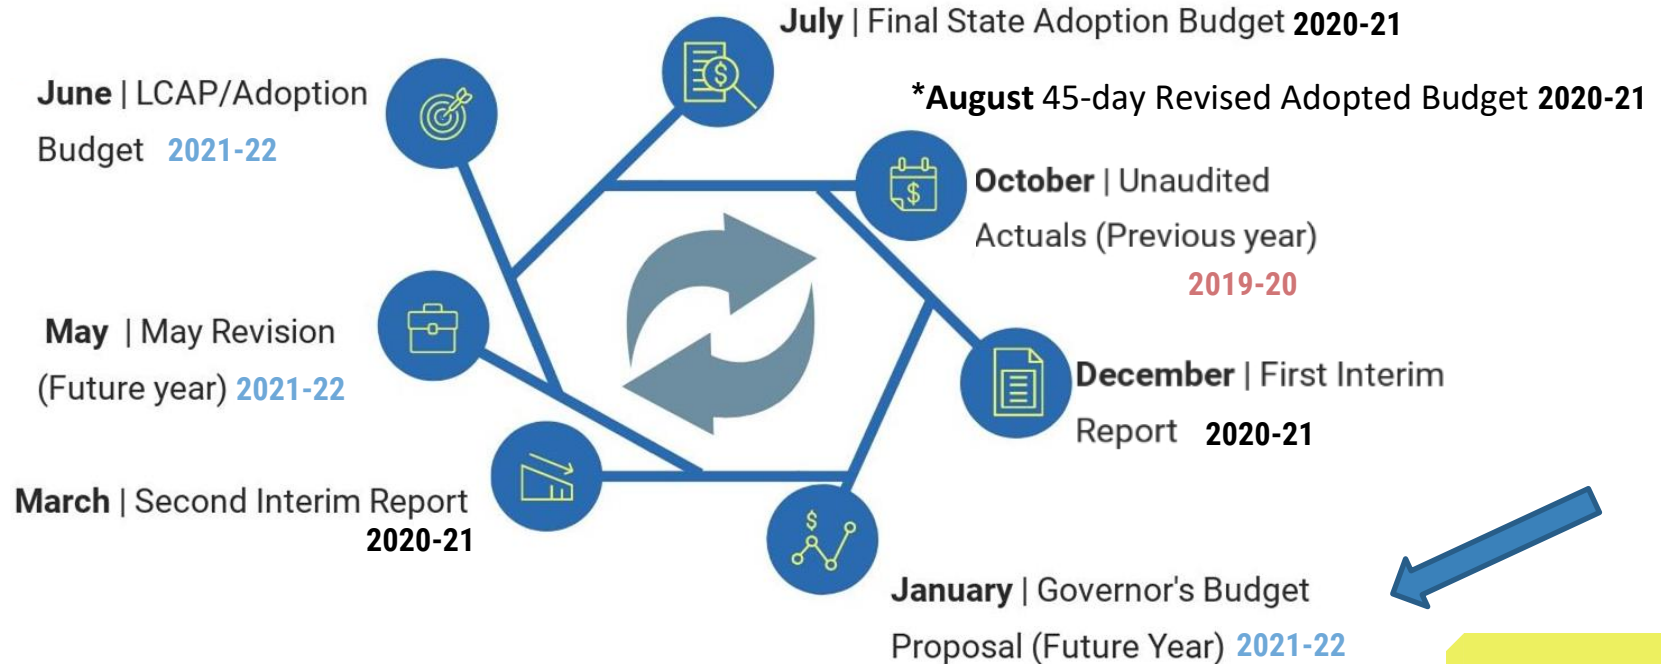 July | Final State Adoption Budget 2020-21
*August 45-day Revised Adopted Budget 2020-21
October | Unaudited
Actuals (Previous year)
2019-20
December | First Interim
Report 2020-21
January | Governor's Budget
Proposal (Future Year) 2021-22
March | Second Interim Report
2020-21
May | May Revision
(Future year) 2021-22
June | LCAP/Adoption
Budget 2021-22
$
$
$